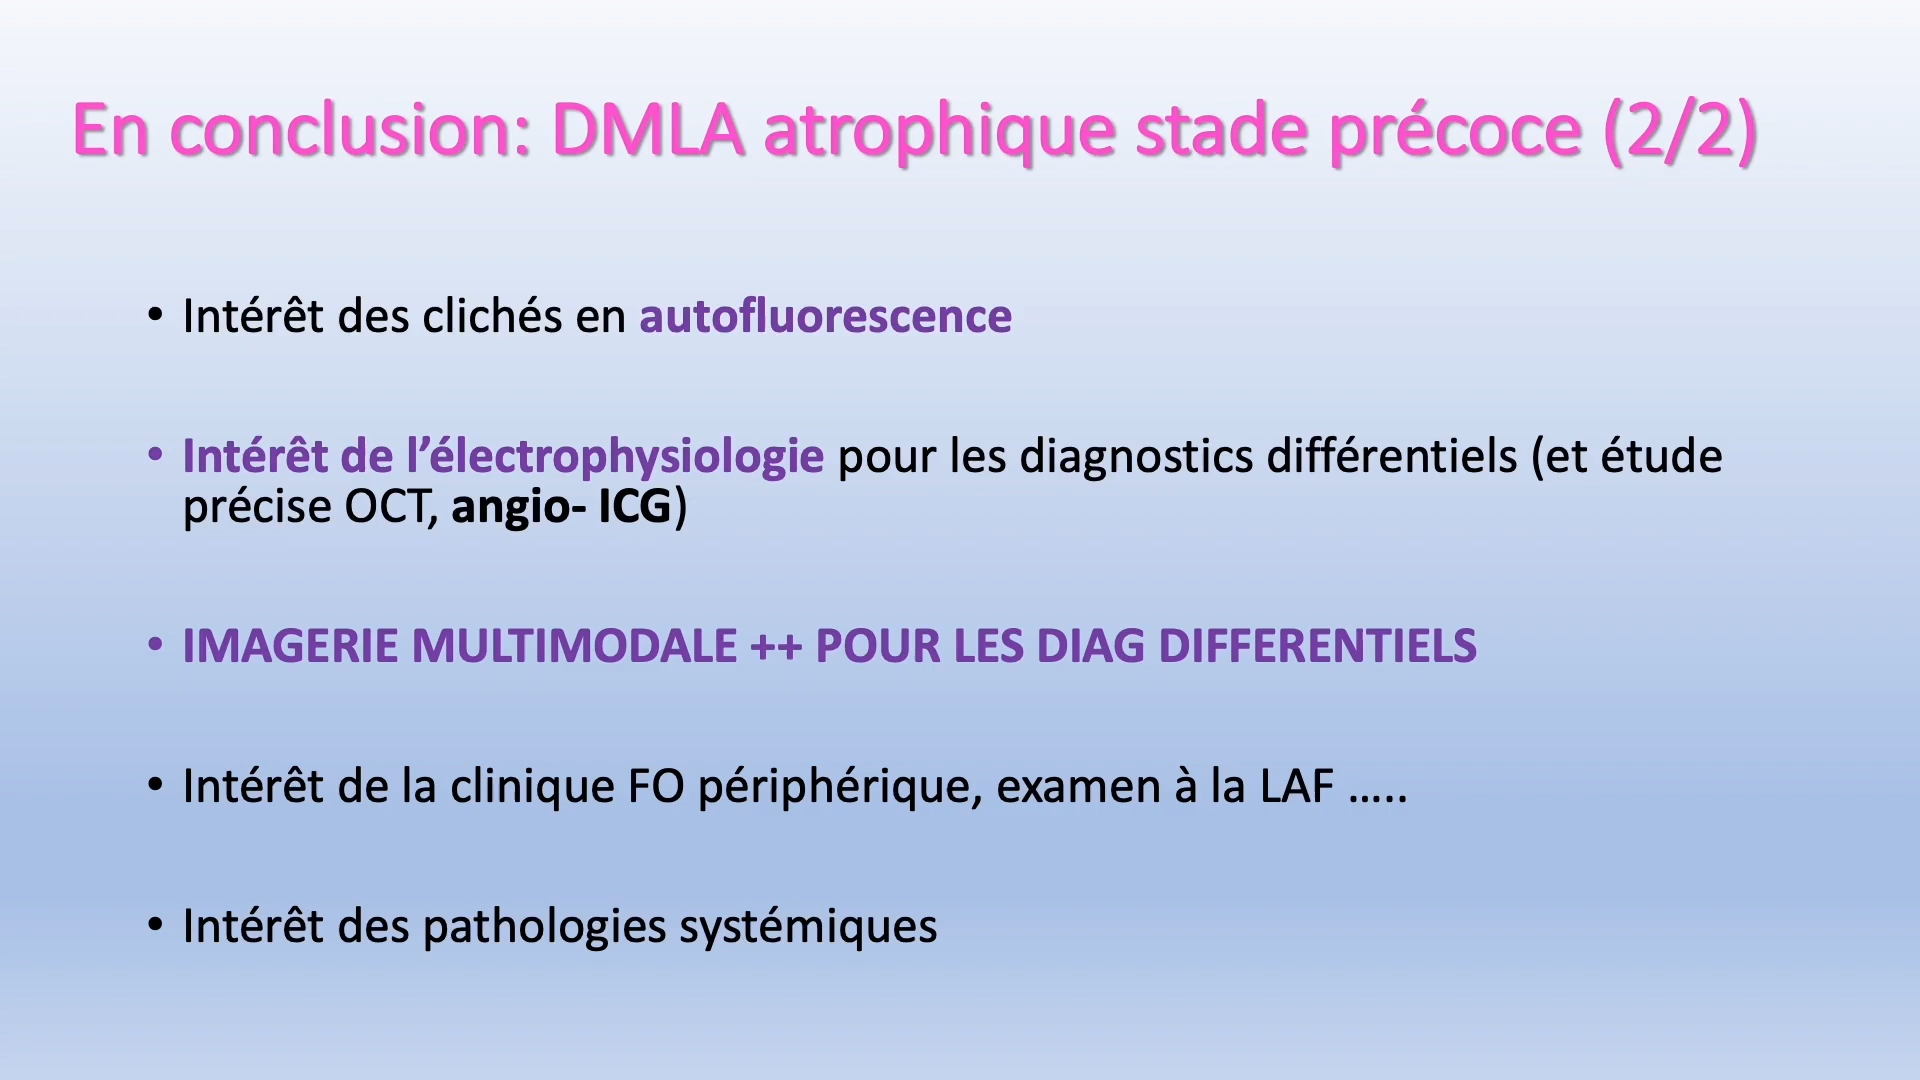 En conclusion: DMLA atrophique stade précoce (2/2)
• Intérêt des clichés en autofluorescence
• Intérêt de l’électrophysiologie pour les diagnostics différentiels (et étude
précise OCT, angio- ICG)
• IMAGERIE MULTIMODALE ++ POUR LES DIAG DIFFERENTIELS
• Intérêt de la clinique FO périphérique, examen à la LAF …..
• Intérêt des pathologies systémiques